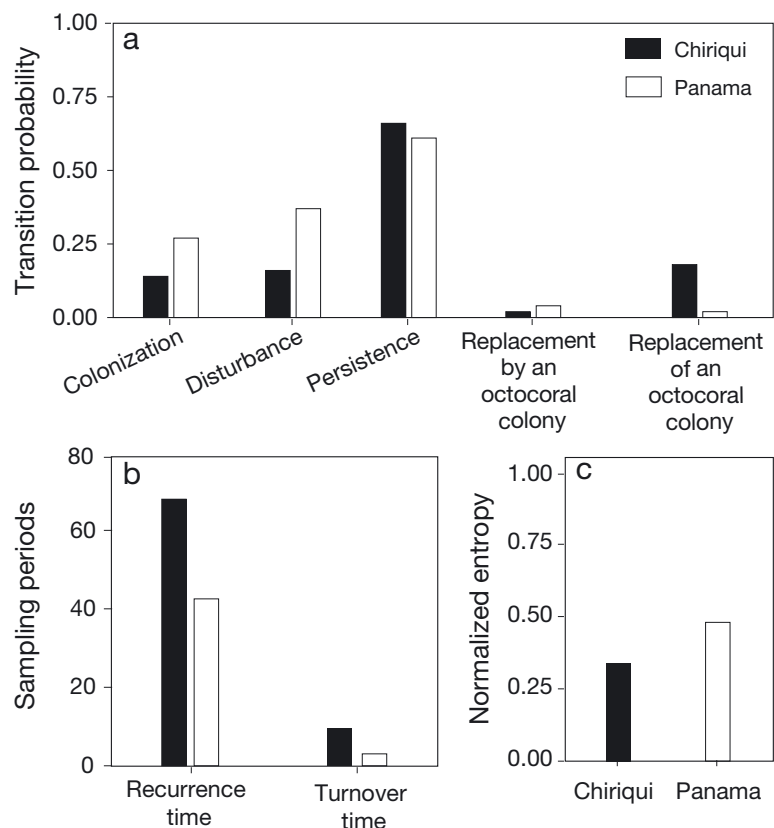 a
Chiriqui
Panama
Transition probability
1.00
0.75
0.50
0.25
0.00
Colonization
Disturbance
Persistence
Replacement
by an
octocoral
colony
Replacement
of an
octocoral
colony
b
Sampling periods
80
60
40
20
0
Recurrence
time
Turnover
time
c
Normalized entropy
1.00
0.75
0.50
0.25
0.00
Chiriqui
Panama